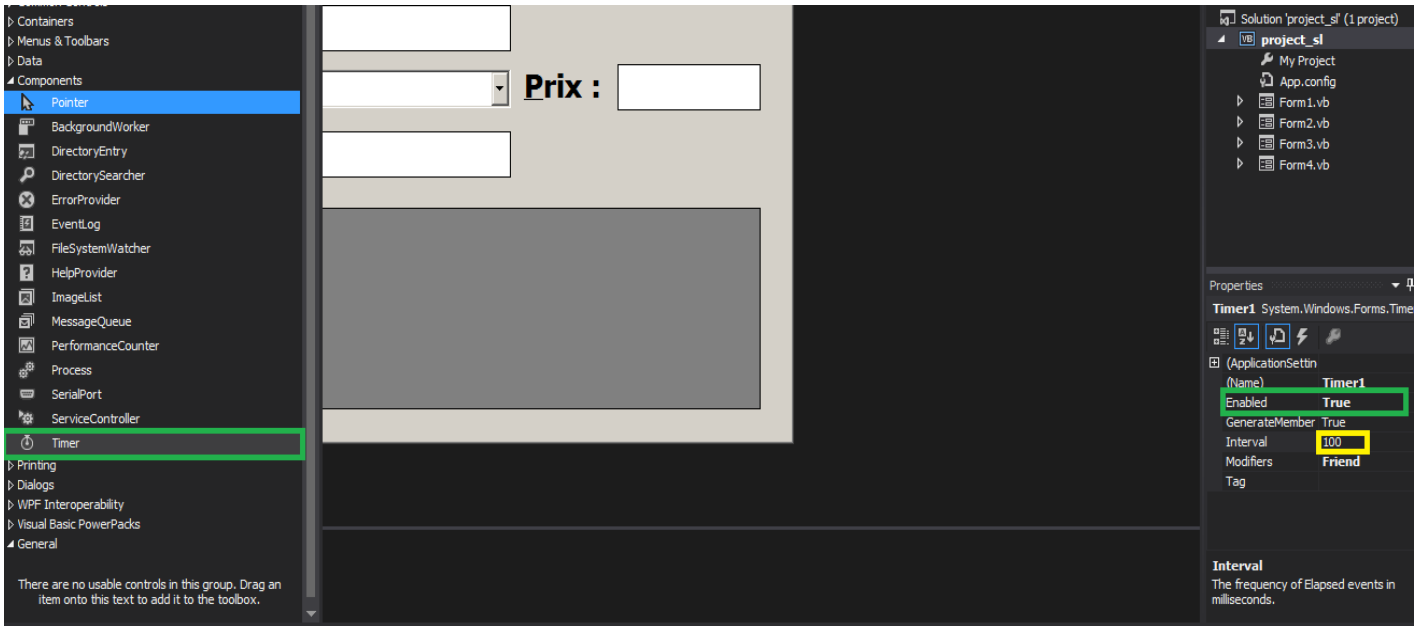 Containers
Menus & Toolbars
Data
Components
Pointer
BackgroundWorker
DirectoryEntry
DirectorySearcher
ErrorProvider
EventLog
FileSystemWatcher
HelpProvider
ImageList
MessageQueue
PerformanceCounter
Process
SerialPort
ServiceController
Timer
Printing
Dialogs
WPF Interoperability
Visual Basic PowerPacks
General
There are no usable controls in this group. Drag an
item onto this text to add it to the toolbox.
Prix :
Solution 'project_sl' (1 project)
VB project_sl
My Project
App.config
Form1.vb
Form2.vb
Form3.vb
Form4.vb
Properties
Timer1 System.Windows.Forms.Time
(ApplicationSettin
(Name) Timer1
Enabled True
GenerateMember True
Interval 100
Modifiers Friend
Tag
Interval
The frequency of Elapsed events in
milliseconds.